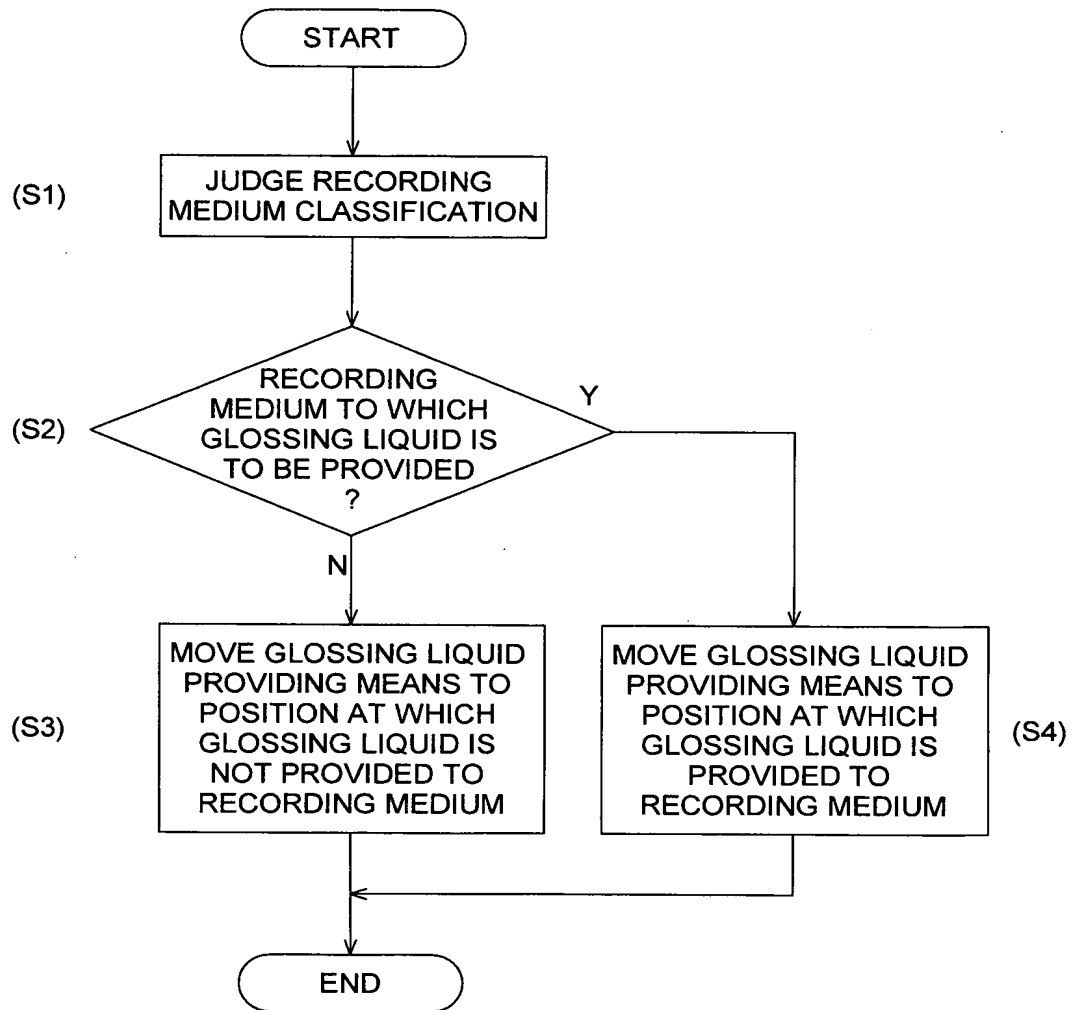 START
(S1)
JUDGE RECORDING
MEDIUM CLASSIFICATION
(S2)
RECORDING
MEDIUM TO WHICH
GLOSSING LIQUID IS
TO BE PROVIDED
?
Y
N
(S3)
MOVE GLOSSING LIQUID
PROVIDING MEANS TO
POSITION AT WHICH
GLOSSING LIQUID IS
NOT PROVIDED TO
RECORDING MEDIUM
MOVE GLOSSING LIQUID
PROVIDING MEANS TO
POSITION AT WHICH
GLOSSING LIQUID IS
PROVIDED TO
RECORDING MEDIUM
(S4)
END